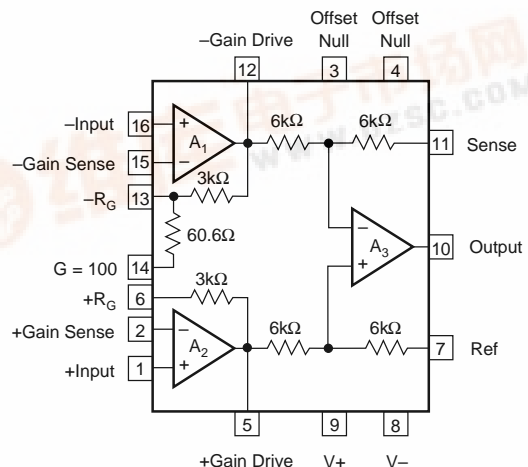 Offset Offset
–Gain Drive Null Null
12 3 4
–Input 16 + A1 6kΩ 6kΩ 11 Sense
–Gain Sense 15 –
–RG 13 3kΩ
60.6Ω
– A3 10 Output
G = 100 14 +
+RG 6 3kΩ
+Gain Sense 2 – A2 6kΩ 6kΩ 7 Ref
+Input 1 +
5 9 8
+Gain Drive V+ V–